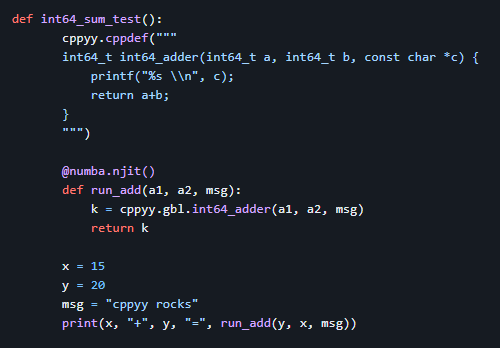 def int64_sum_test():
    cppyy.cppdef("""
    int64_t int64_adder(int64_t a, int64_t b, const char *c) {
        printf("%s \\n", c);
        return a+b;
    }
    """)

    @numba.njit()
    def run_add(a1, a2, msg):
        k = cppyy.gbl.int64_adder(a1, a2, msg)
        return k

    x = 15
    y = 20
    msg = "cppyy rocks"
    print(x, "+", y, "=", run_add(y, x, msg))